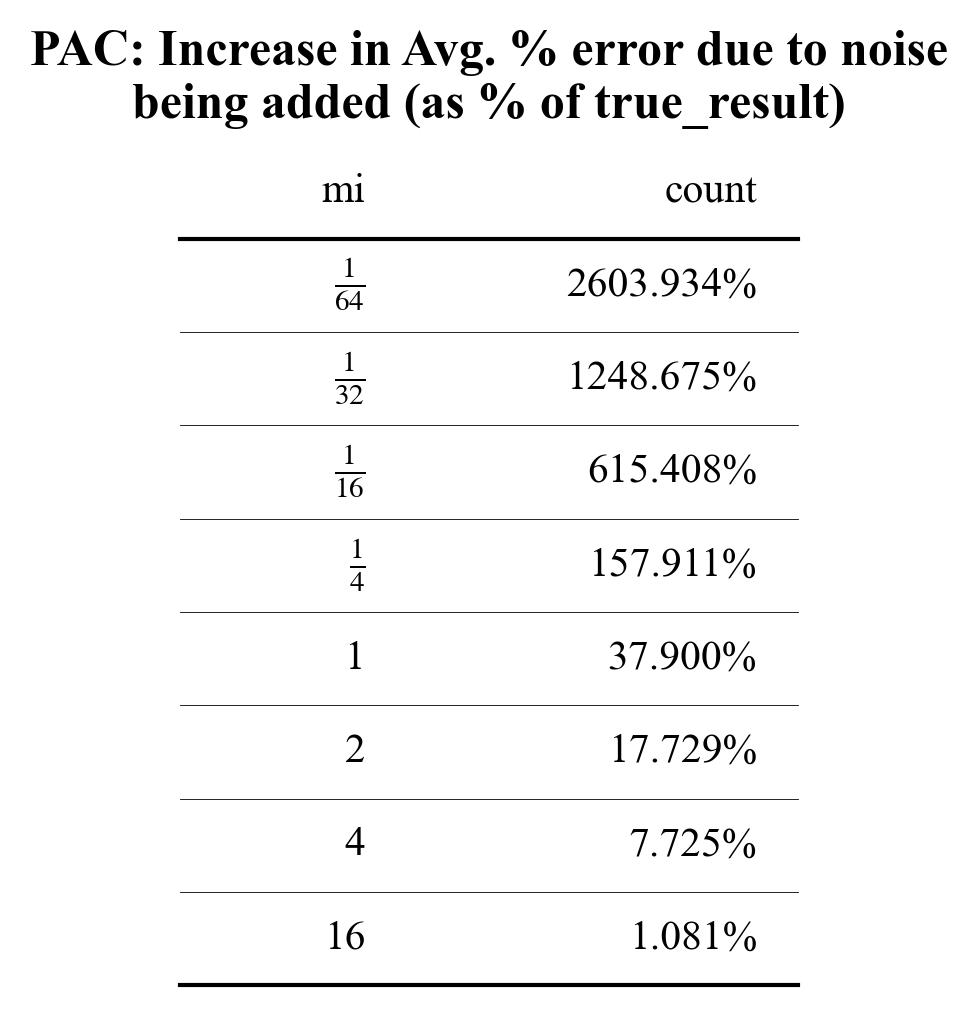 PAC: Increase in Avg. % error due to noise
being added (as % of true_result)
mi count
1/64 2603.934%
1/32 1248.675%
1/16 615.408%
1/4 157.911%
1 37.900%
2 17.729%
4 7.725%
16 1.081%